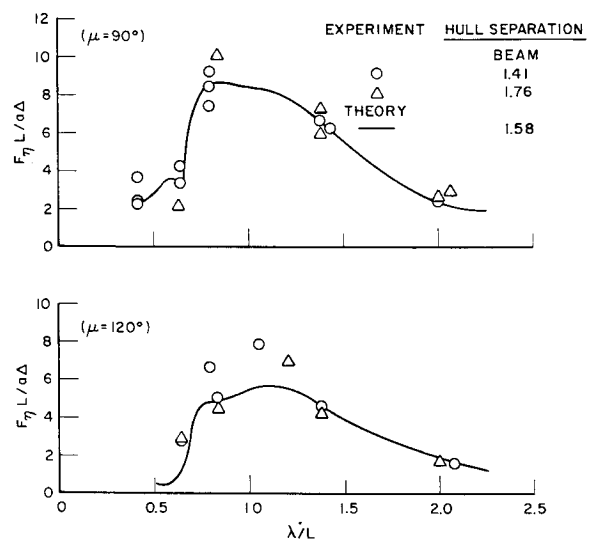 EXPERIMENT HULL SEPARATION
BEAM
○ 1.41
△ 1.76
THEORY
— 1.58
(μ=90°)
12
10
8
6
4
2
0
Fη L/aΔ
(μ=120°)
10
8
6
4
2
0
Fη L/aΔ
0 0.5 1.0 1.5 2.0 2.5
λ/L